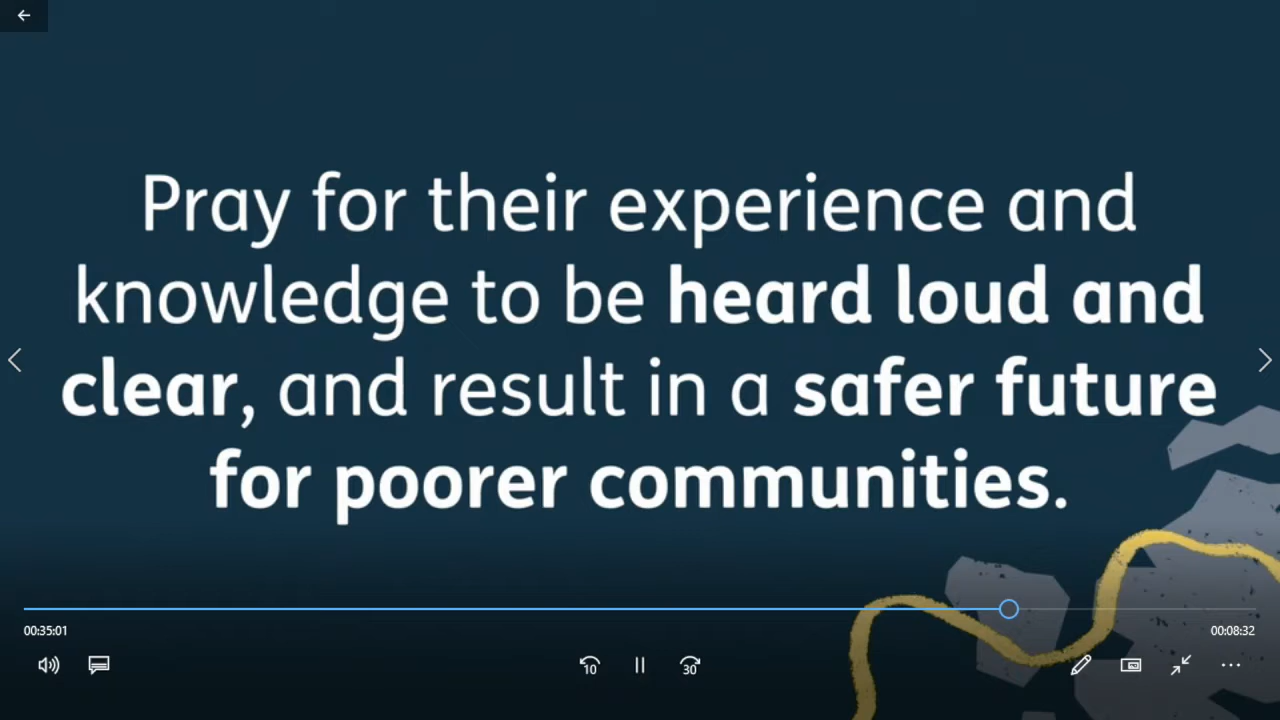 Pray for their experience and
knowledge to be heard loud and
clear, and result in a safer future
for poorer communities.
00:35:01
00:08:32
10
30